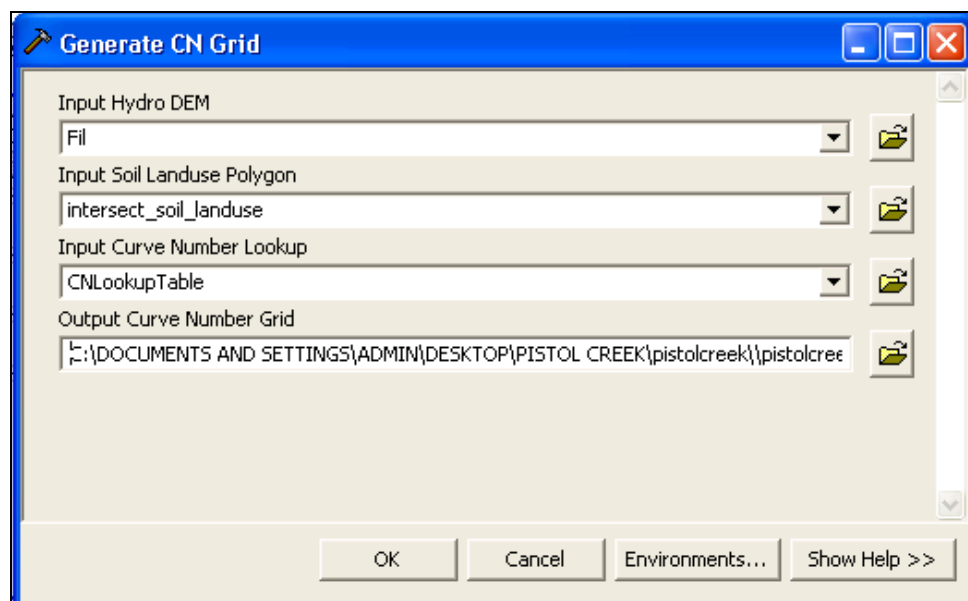 Generate CN Grid
Input Hydro DEM
Fil
Input Soil Landuse Polygon
intersect_soil_landuse
Input Curve Number Lookup
CNLookupTable
Output Curve Number Grid
C:\DOCUMENTS AND SETTINGS\ADMIN\DESKTOP\PISTOL CREEK\pistolcreek\\pistolcree
OK Cancel Environments... Show Help >>